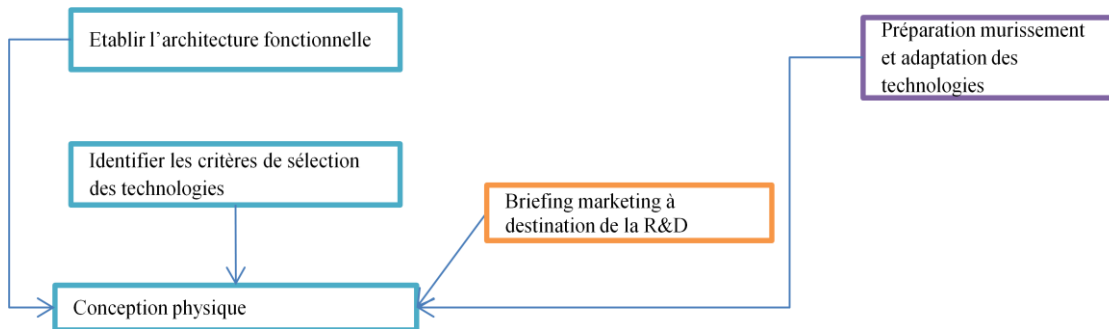 Etablir l'architecture fonctionnelle
Préparation murissement
et adaptation des
technologies
Identifier les critères de sélection
des technologies
Briefing marketing à
destination de la R&D
Conception physique